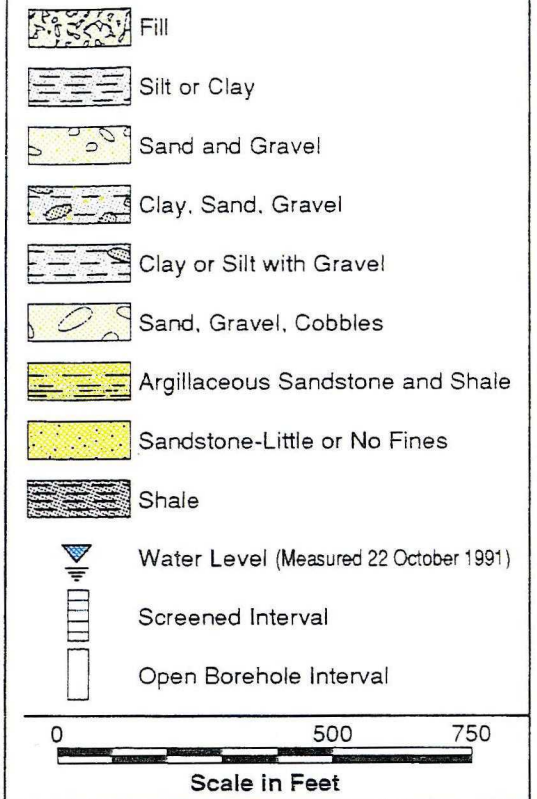 Fill
Silt or Clay
Sand and Gravel
Clay, Sand, Gravel
Clay or Silt with Gravel
Sand, Gravel, Cobbles
Argillaceous Sandstone and Shale
Sandstone-Little or No Fines
Shale
Water Level (Measured 22 October 1991)
Screened Interval
Open Borehole Interval
0 500 750
Scale in Feet